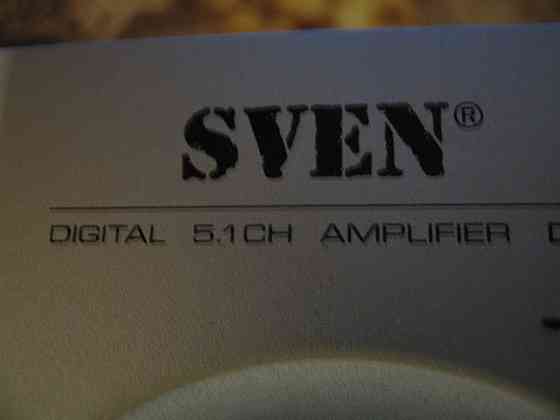 SVEN®
DIGITAL 5.1CH AMPLIFIER